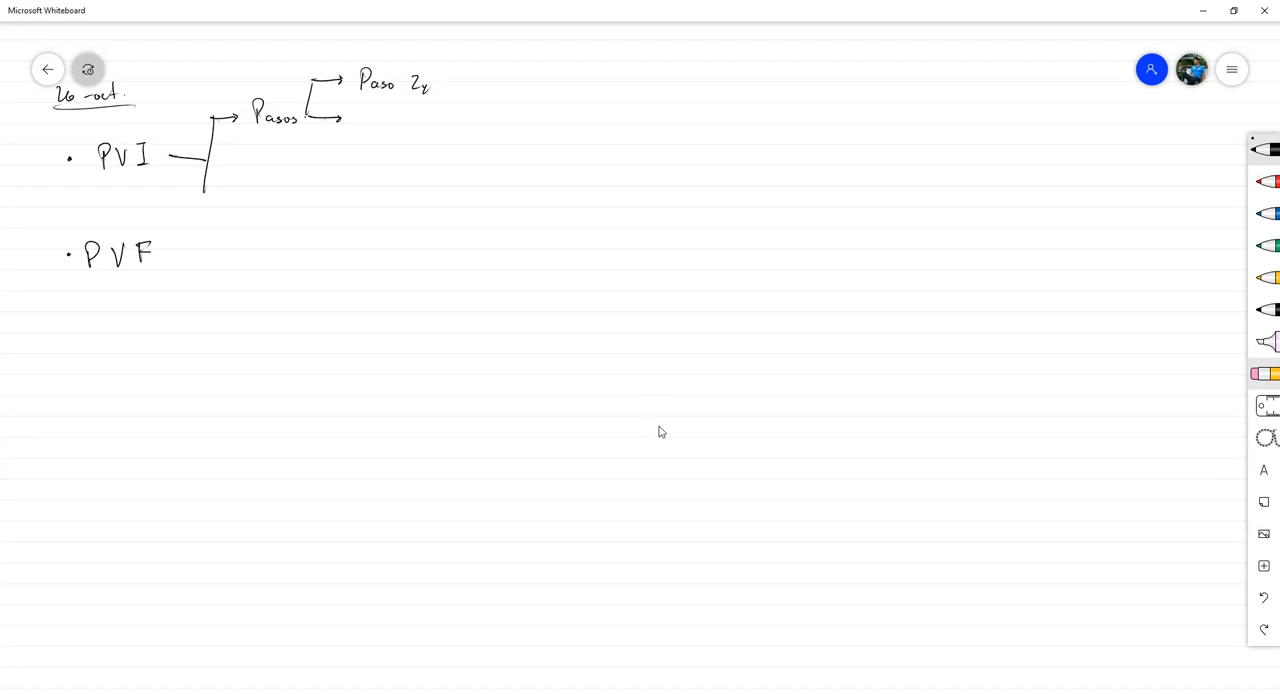 Microsoft Whiteboard
26-oct.
Paso 2y
Pasos
• PVI
• PVF
A